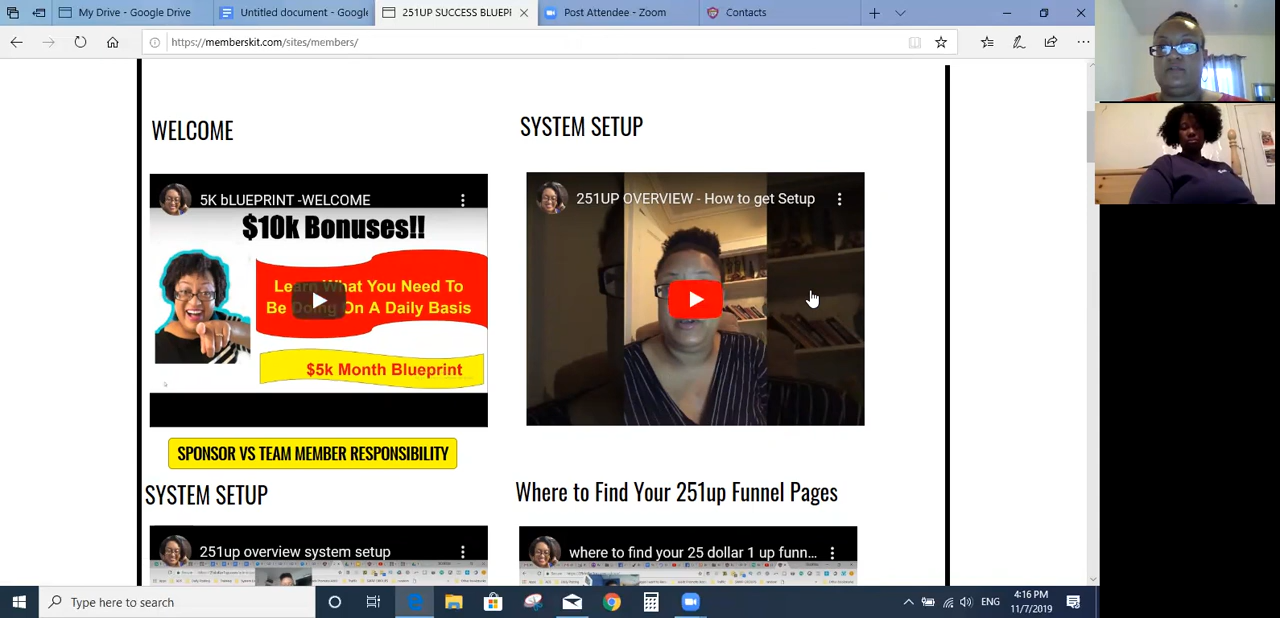 My Drive - Google Drive
Untitled document - Googl
251UP SUCCESS BLUEPF
Post Attendee - Zoom
Contacts
https://memberskit.com/sites/members/
WELCOME
SYSTEM SETUP
5K bLUEPRINT -WELCOME
$10k Bonuses!!
Learn What You Need To
Be Doing On A Daily Basis
$5k Month Blueprint
251UP OVERVIEW - How to get Setup
SPONSOR VS TEAM MEMBER RESPONSIBILITY
SYSTEM SETUP
Where to Find Your 251up Funnel Pages
251up overview system setup
where to find your 25 dollar 1 up funn...
Type here to search
ENG
4:16 PM
11/7/2019